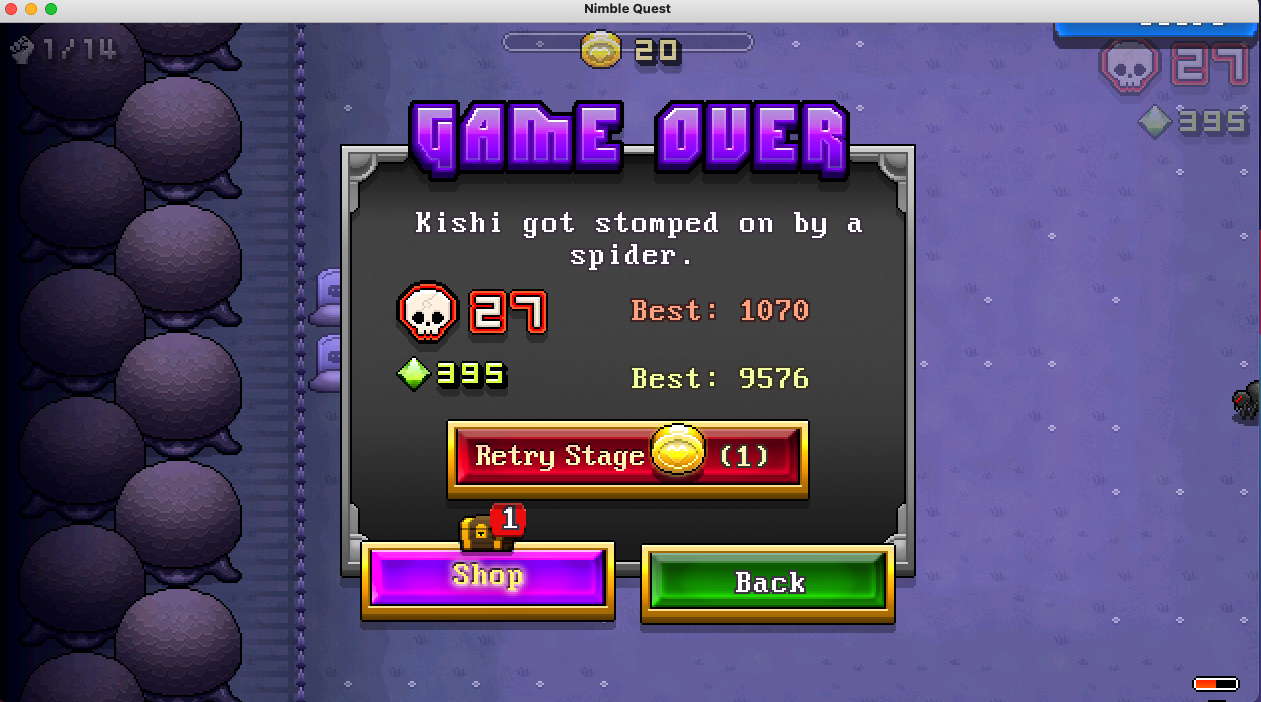 Nimble Quest
1/14
20
27
395
GAME OVER
Kishi got stomped on by a
spider.
27
Best: 1070
395
Best: 9576
Retry Stage (1)
1
Shop
Back